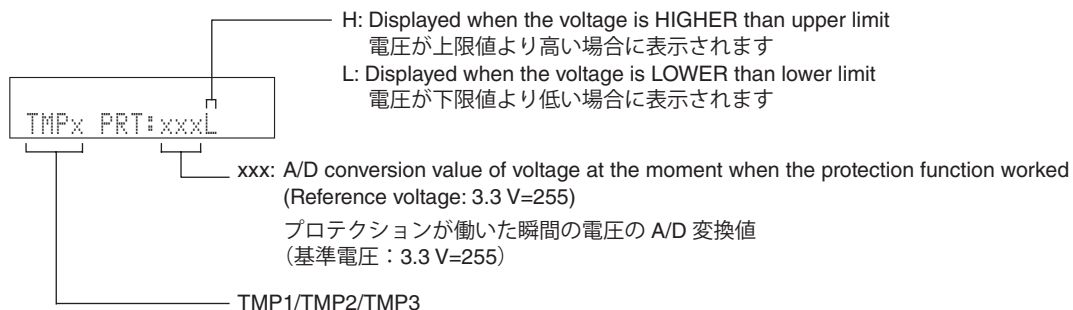 H: Displayed when the voltage is HIGHER than upper limit
電圧が上限値より高い場合に表示されます
L: Displayed when the voltage is LOWER than lower limit
電圧が下限値より低い場合に表示されます
TMPx PRT:xxxL
xxx: A/D conversion value of voltage at the moment when the protection function worked
(Reference voltage: 3.3 V=255)
プロテクションが働いた瞬間の電圧の A/D 変換値
（基準電圧：3.3 V=255）
TMP1/TMP2/TMP3